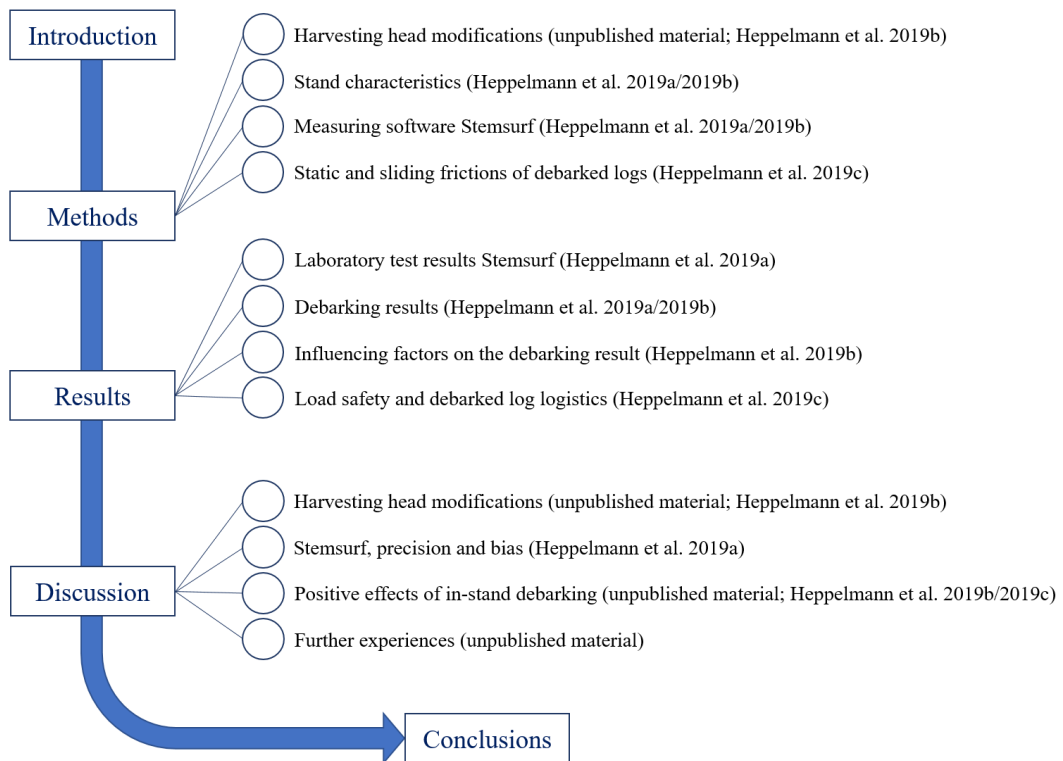 Introduction
Harvesting head modifications (unpublished material; Heppelmann et al. 2019b)
Stand characteristics (Heppelmann et al. 2019a/2019b)
Measuring software Stemsurf (Heppelmann et al. 2019a/2019b)
Static and sliding frictions of debarked logs (Heppelmann et al. 2019c)
Methods
Laboratory test results Stemsurf (Heppelmann et al. 2019a)
Debarking results (Heppelmann et al. 2019a/2019b)
Influencing factors on the debarking result (Heppelmann et al. 2019b)
Load safety and debarked log logistics (Heppelmann et al. 2019c)
Results
Harvesting head modifications (unpublished material; Heppelmann et al. 2019b)
Stemsurf, precision and bias (Heppelmann et al. 2019a)
Positive effects of in-stand debarking (unpublished material; Heppelmann et al. 2019b/2019c)
Further experiences (unpublished material)
Discussion
Conclusions